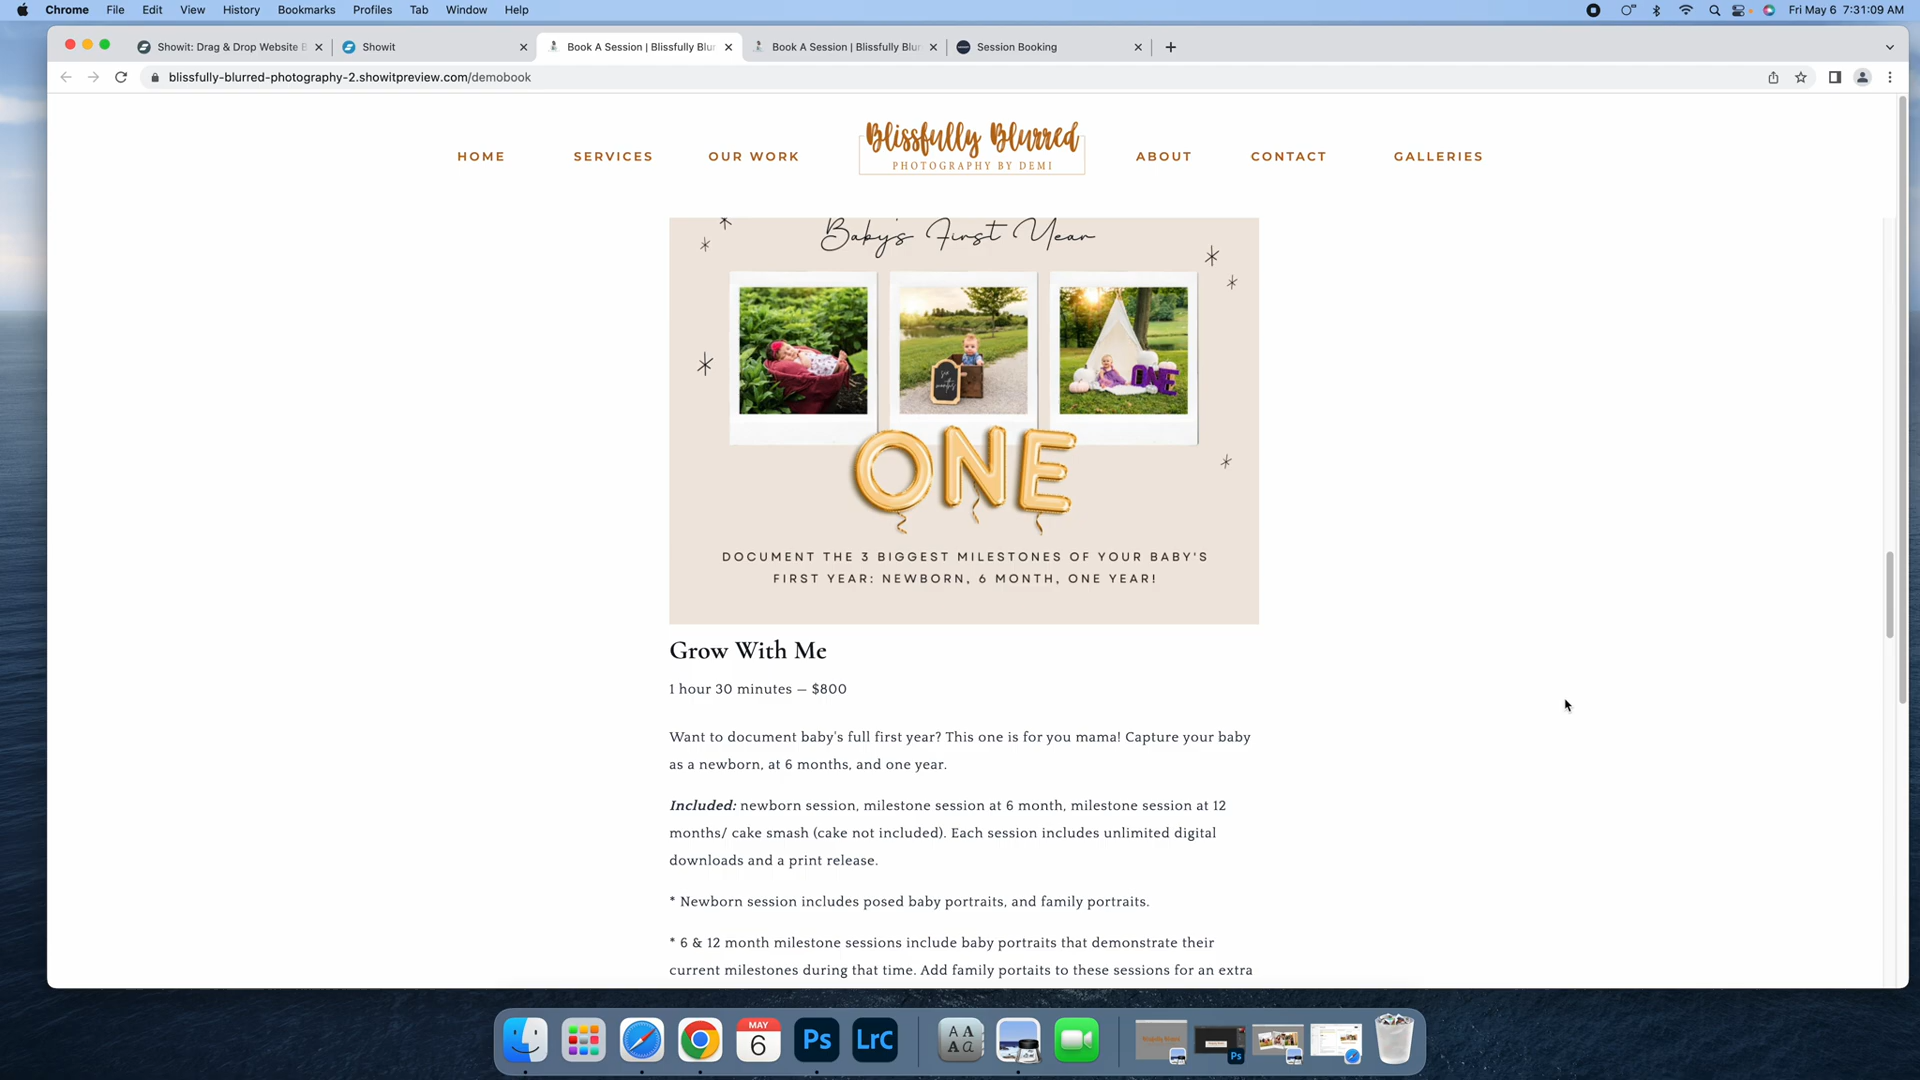 Chrome File Edit View History Bookmarks Profiles Tab Window Help Fri May 6 7:31:09 AM
Showit: Drag & Drop Website B
Showit
Book A Session | Blissfully Blur
Book A Session | Blissfully Blur
Session Booking
blissfully-blurred-photography-2.showitpreview.com/demobook
HOME SERVICES OUR WORK
Blissfully Blurred
PHOTOGRAPHY BY DEMI
ABOUT CONTACT GALLERIES
Baby's First Year
six
months
ONE
ONE
DOCUMENT THE 3 BIGGEST MILESTONES OF YOUR BABY'S
FIRST YEAR: NEWBORN, 6 MONTH, ONE YEAR!
Grow With Me
1 hour 30 minutes — $800
Want to document baby's full first year? This one is for you mama! Capture your baby
as a newborn, at 6 months, and one year.
Included: newborn session, milestone session at 6 month, milestone session at 12
months/ cake smash (cake not included). Each session includes unlimited digital
downloads and a print release.
* Newborn session includes posed baby portraits, and family portraits.
* 6 & 12 month milestone sessions include baby portraits that demonstrate their
current milestones during that time. Add family portaits to these sessions for an extra
MAY
6
Ps
LrC
A A
A a
Ps